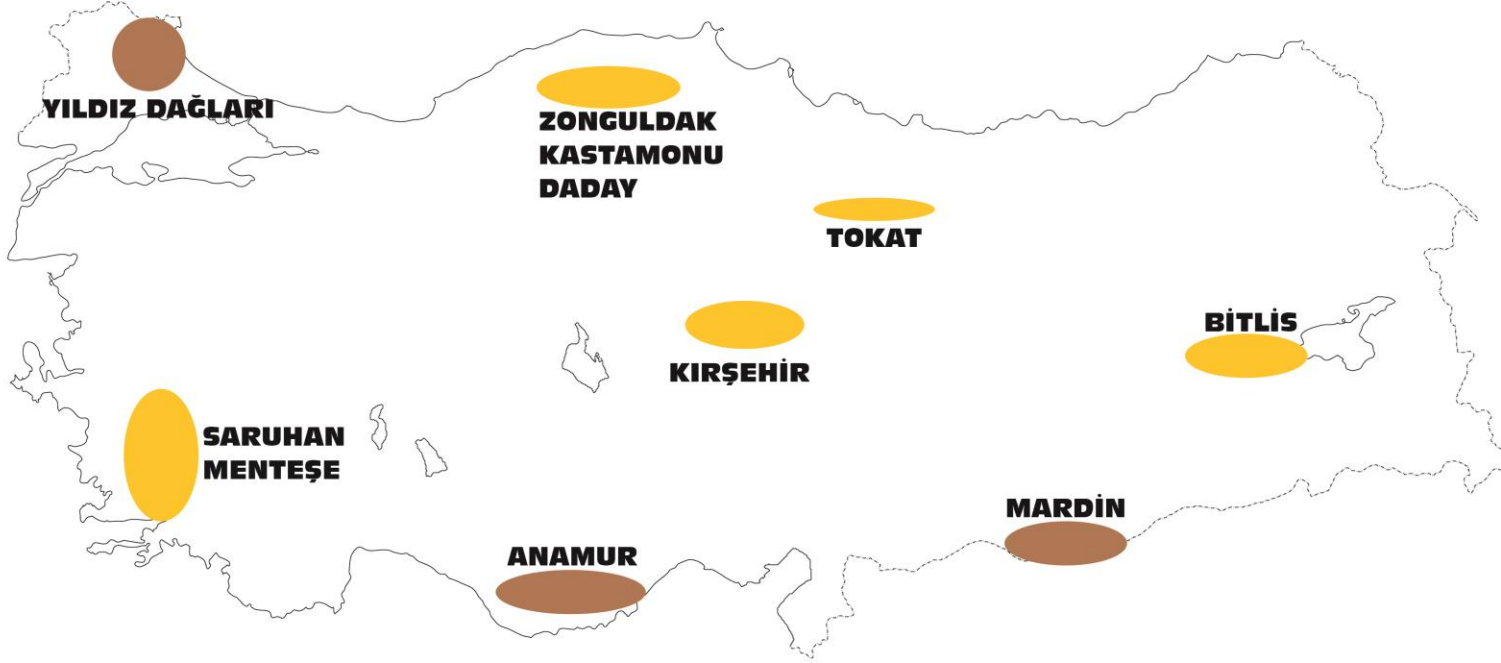 YILDIZ DAĞLARI
ZONGULDAK
KASTAMONU
DADAY
TOKAT
BİTLİS
KIRŞEHİR
SARUHAN
MENTEŞE
MARDİN
ANAMUR